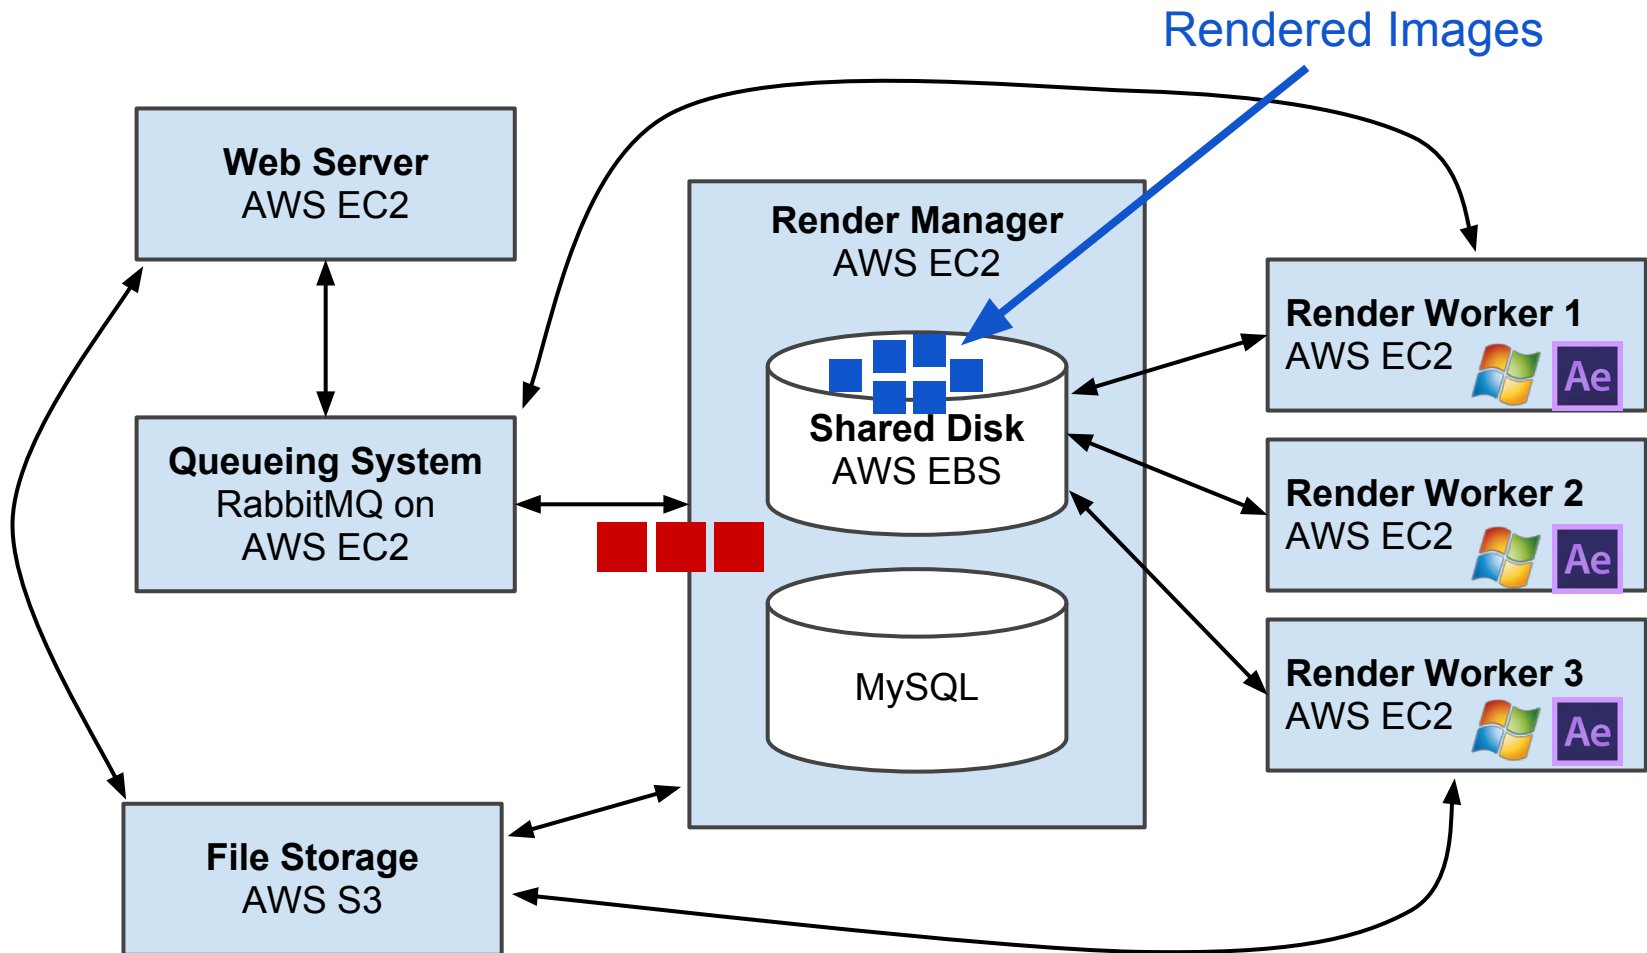 Rendered Images
Web Server
AWS EC2
Render Manager
AWS EC2
Render Worker 1
AWS EC2
Ae
Shared Disk
AWS EBS
Queueing System
RabbitMQ on
AWS EC2
Render Worker 2
AWS EC2
Ae
MySQL
Render Worker 3
AWS EC2
Ae
File Storage
AWS S3